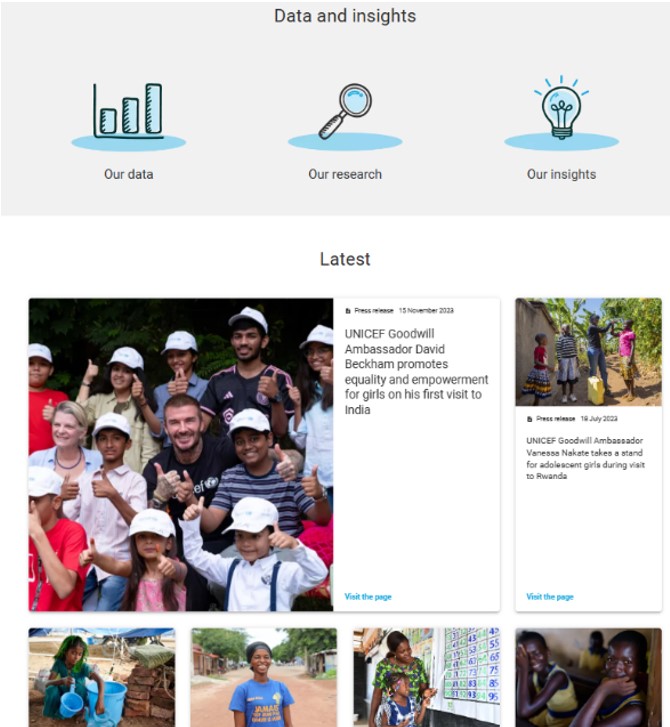 Data and insights
Our data
Our research
Our insights
Latest
Press release 15 November 2023
UNICEF Goodwill
Ambassador David
Beckham promotes
equality and empowerment
for girls on his first visit to
India
Visit the page
Press release 18 July 2023
UNICEF Goodwill Ambassador
Vanessa Nakate takes a stand
for adolescent girls during visit
to Rwanda
Visit the page